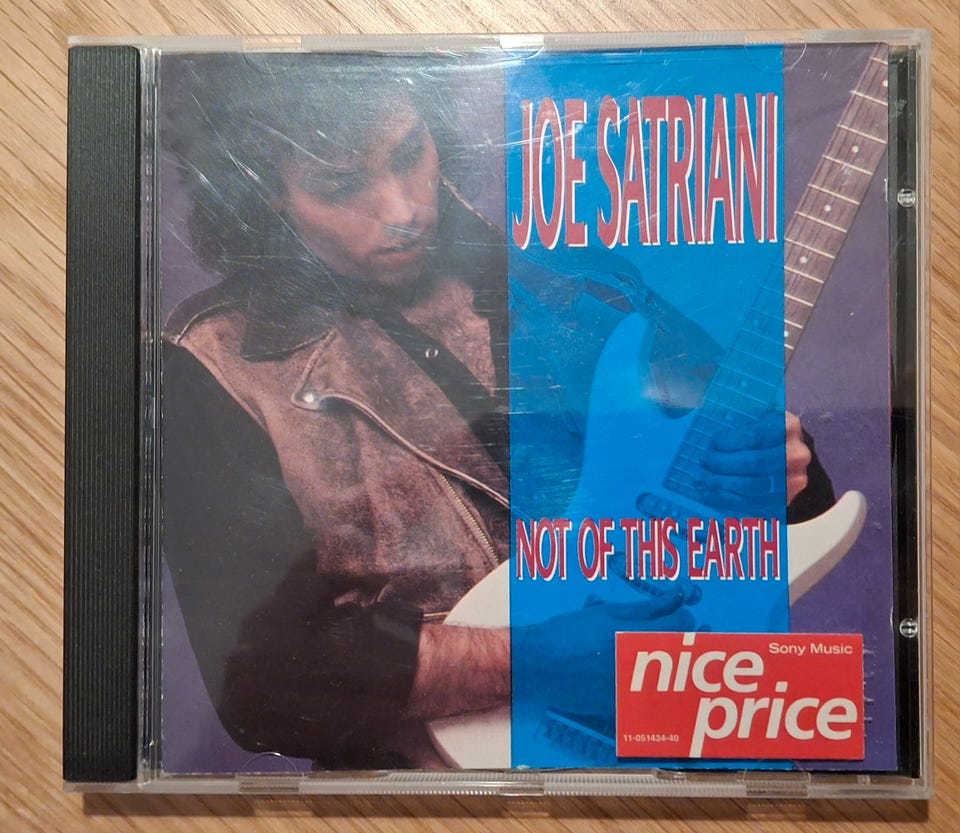 JOE SATRIANI
NOT OF THIS EARTH
Sony Music
nice
price
11-051434-40